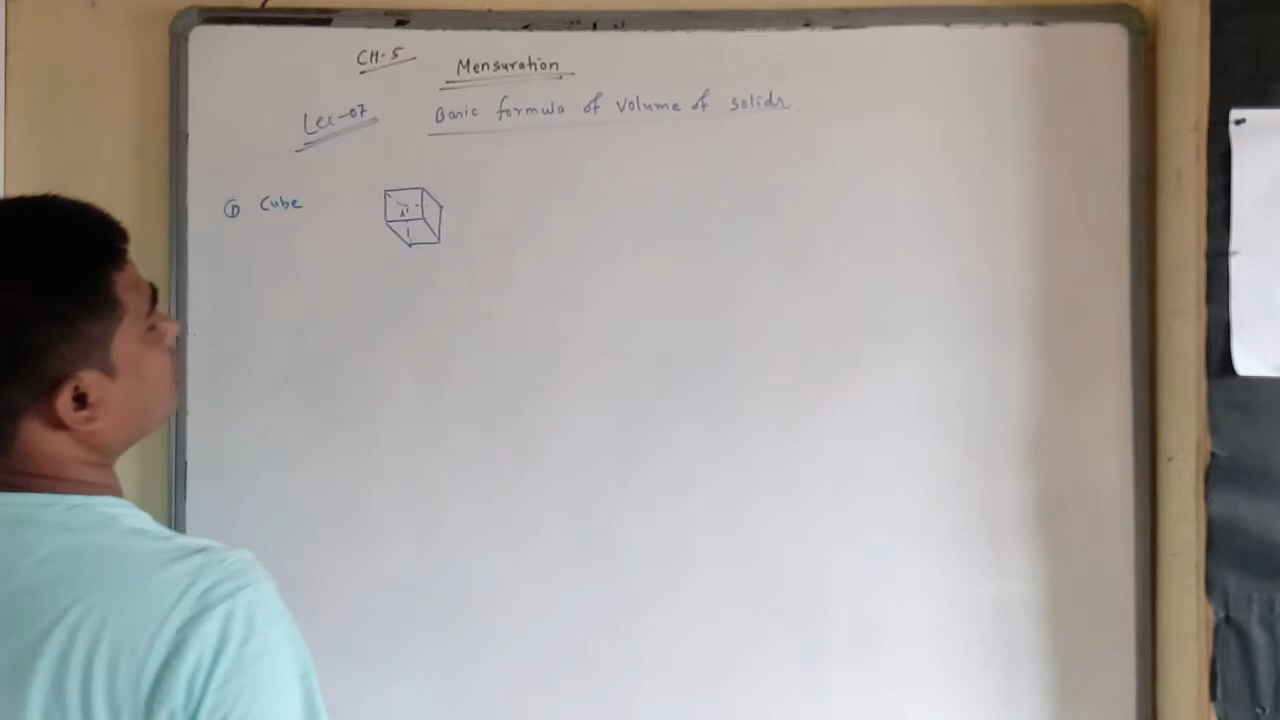 CH-5
Mensuration
Lec-07
Basic formula of Volume of solids
① Cube